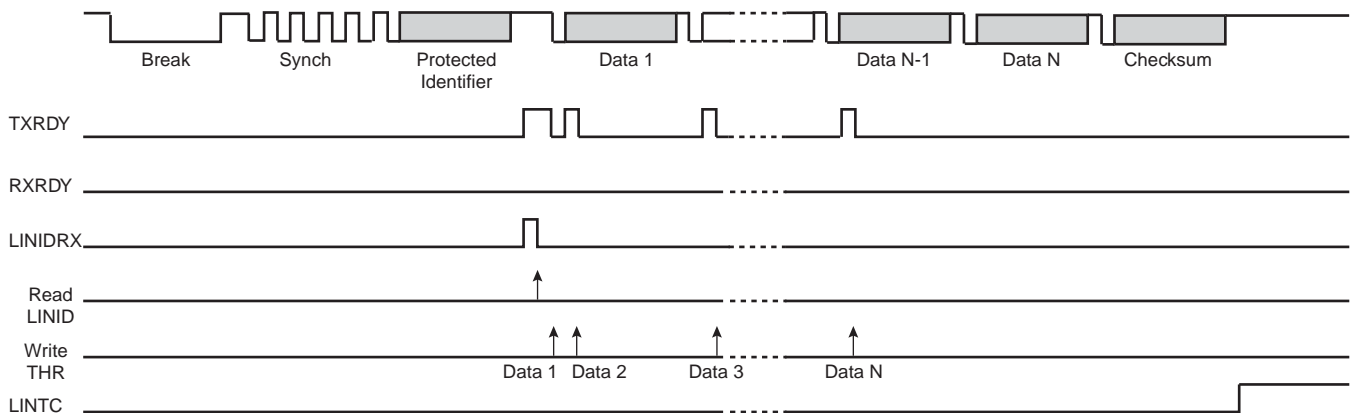 Break Synch Protected Data 1 Data N-1 Data N Checksum
Identifier
TXRDY
RXRDY
LINIDRX
Read
LINID
Write
THR
Data 1 Data 2 Data 3 Data N
LINTC